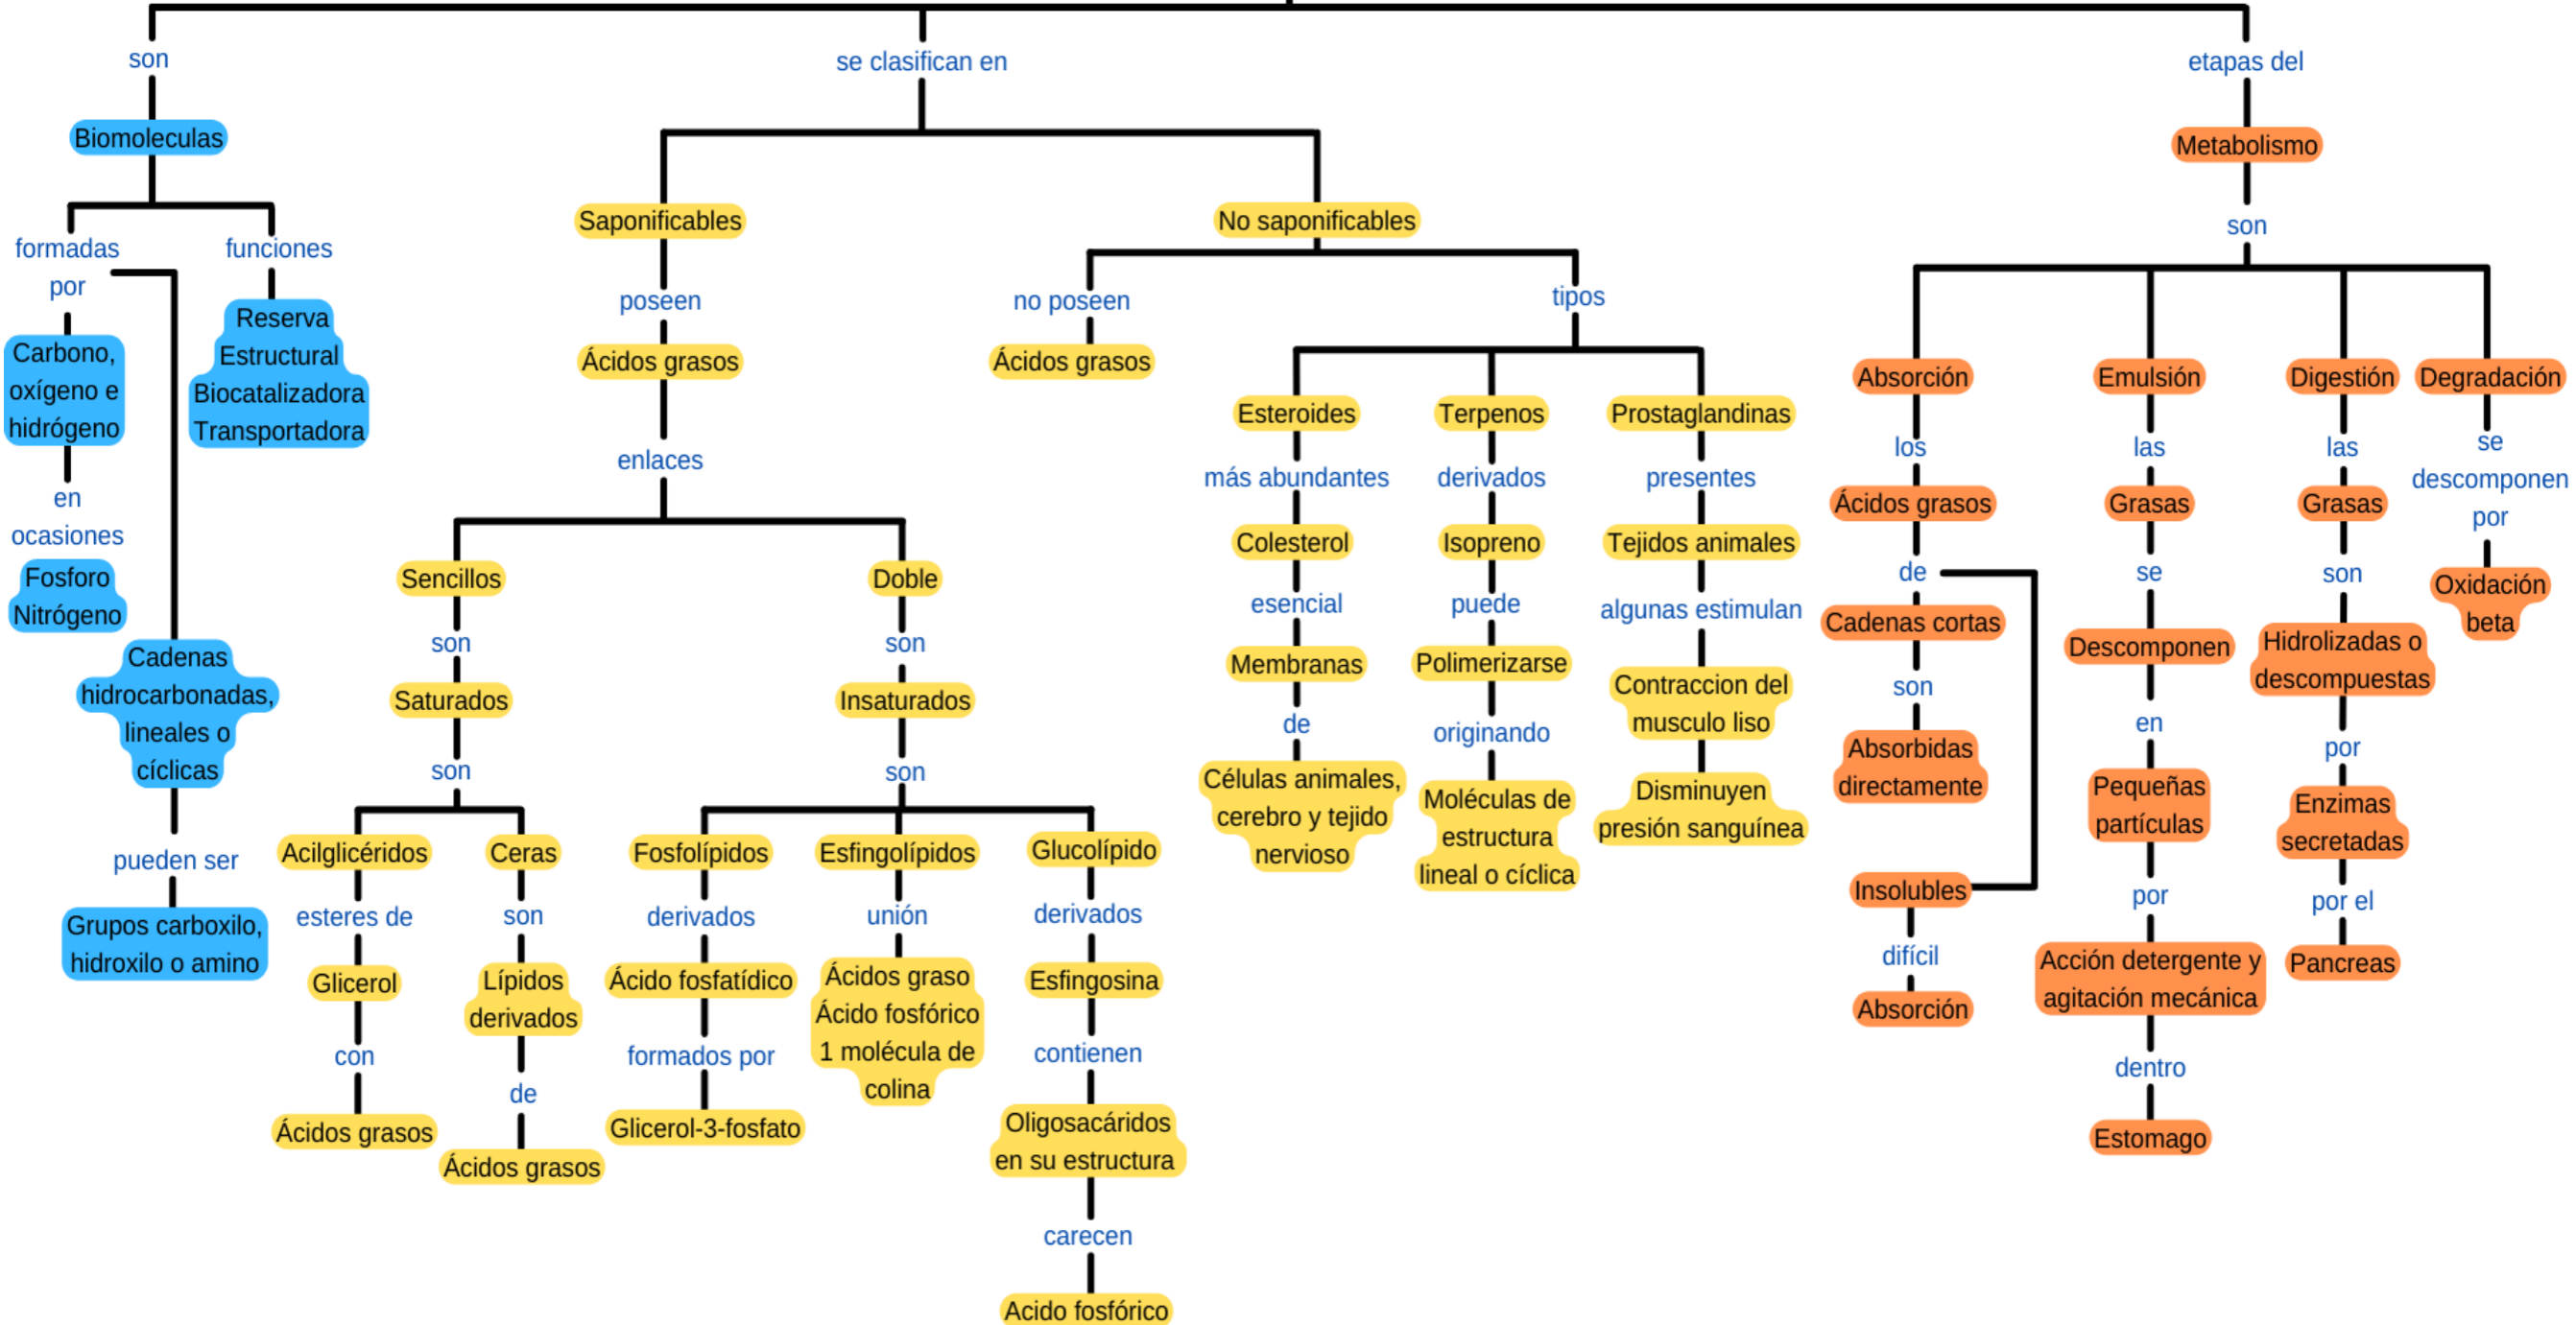 son
Biomoleculas
formadas
por
Carbono,
oxígeno e
hidrógeno
en
ocasiones
Fosforo
Nitrógeno
Cadenas
hidrocarbonadas,
lineales o
cíclicas
pueden ser
Grupos carboxilo,
hidroxilo o amino
funciones
Reserva
Estructural
Biocatalizadora
Transportadora
se clasifican en
Saponificables
poseen
Ácidos grasos
enlaces
Sencillos
son
Saturados
son
Acilglicéridos
esteres de
Glicerol
con
Ácidos grasos
Ceras
son
Lípidos
derivados
de
Ácidos grasos
Doble
son
Insaturados
son
Fosfolípidos
derivados
Ácido fosfatídico
formados por
Glicerol-3-fosfato
Esfingolípidos
unión
Ácidos graso
Ácido fosfórico
1 molécula de
colina
Glucolípido
derivados
Esfingosina
contienen
Oligosacáridos
en su estructura
carecen
Acido fosfórico
No saponificables
no poseen
Ácidos grasos
tipos
Esteroides
más abundantes
Colesterol
esencial
Membranas
de
Células animales,
cerebro y tejido
nervioso
Terpenos
derivados
Isopreno
puede
Polimerizarse
originando
Moléculas de
estructura
lineal o cíclica
Prostaglandinas
presentes
Tejidos animales
algunas estimulan
Contraccion del
musculo liso
Disminuyen
presión sanguínea
etapas del
Metabolismo
son
Absorción
los
Ácidos grasos
de
Cadenas cortas
son
Absorbidas
directamente
Insolubles
difícil
Absorción
Emulsión
las
Grasas
se
Descomponen
en
Pequeñas
partículas
por
Acción detergente y
agitación mecánica
dentro
Estomago
Digestión
las
Grasas
son
Hidrolizadas o
descompuestas
por
Enzimas
secretadas
por el
Pancreas
Degradación
se
descomponen
por
Oxidación
beta